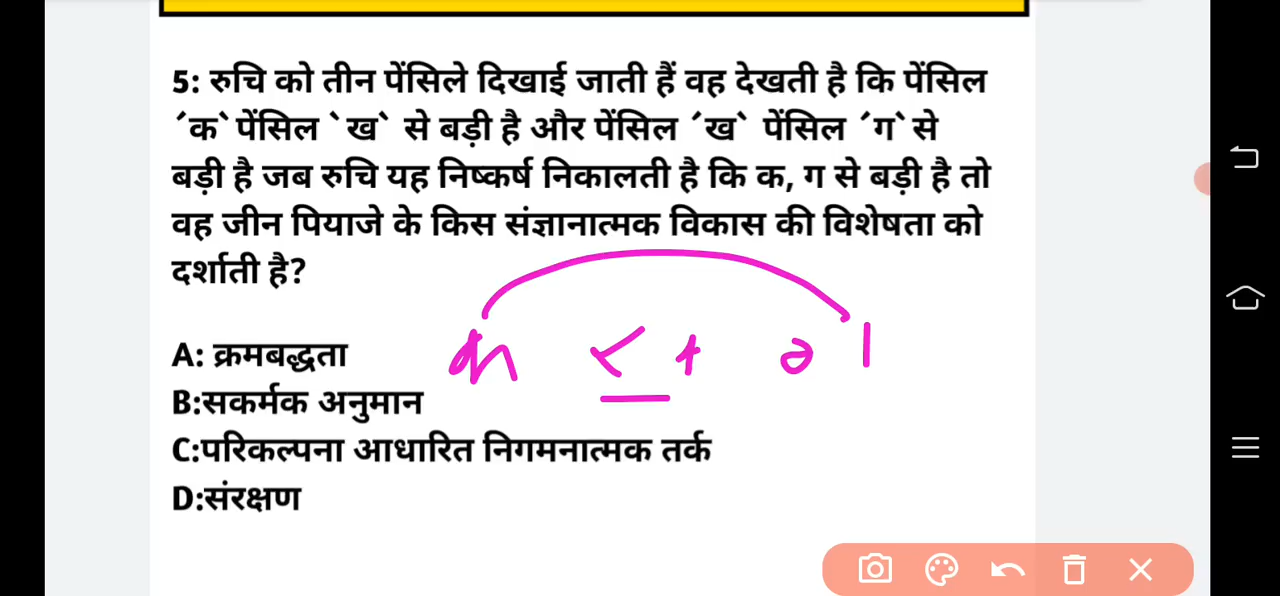 5: रुचि को तीन पेंसिले दिखाई जाती हैं वह देखती है कि पेंसिल
´क` पेंसिल `ख` से बड़ी है और पेंसिल ´ख` पेंसिल ´ग` से
बड़ी है जब रुचि यह निष्कर्ष निकालती है कि क, ग से बड़ी है तो
वह जीन पियाजे के किस संज्ञानात्मक विकास की विशेषता को
दर्शाती है?
A: क्रमबद्धता
B:सकर्मक अनुमान
C:परिकल्पना आधारित निगमनात्मक तर्क
D:संरक्षण